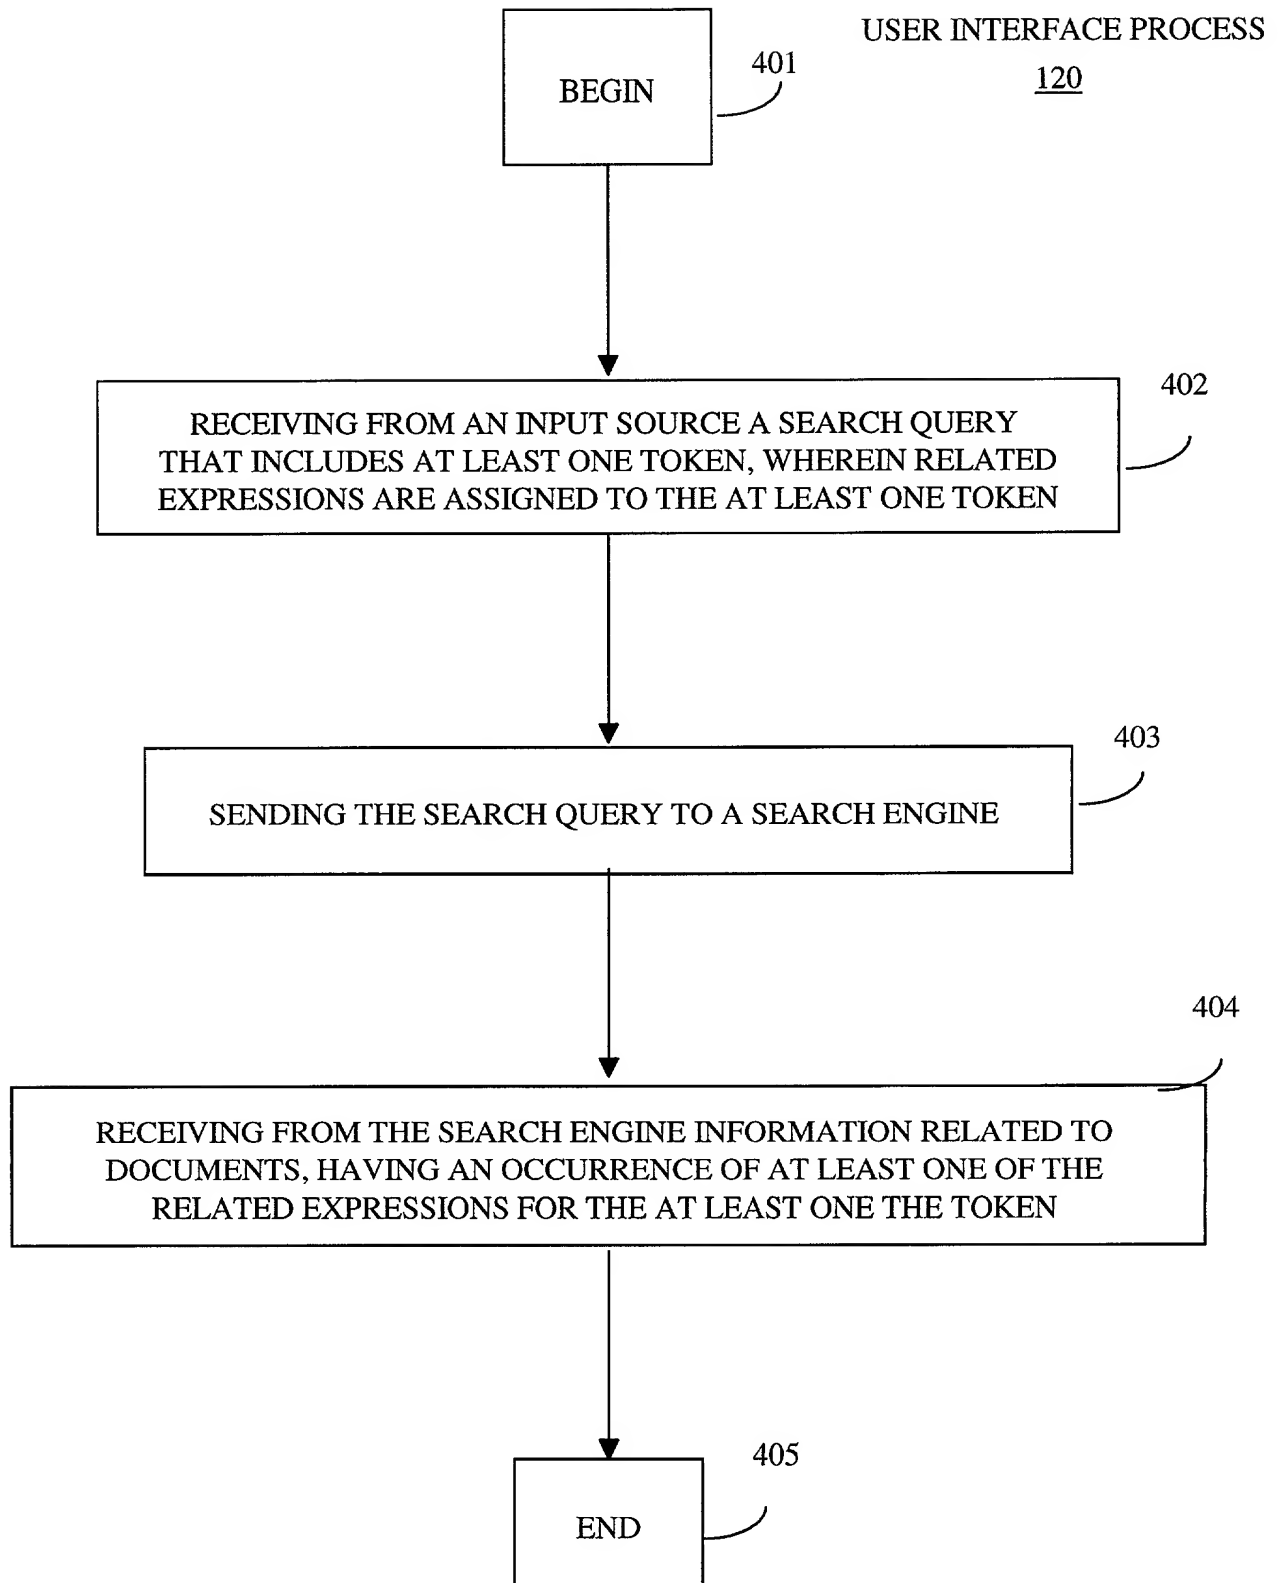 USER INTERFACE PROCESS
120
401
BEGIN
402
RECEIVING FROM AN INPUT SOURCE A SEARCH QUERY
THAT INCLUDES AT LEAST ONE TOKEN, WHEREIN RELATED
EXPRESSIONS ARE ASSIGNED TO THE AT LEAST ONE TOKEN
403
SENDING THE SEARCH QUERY TO A SEARCH ENGINE
404
RECEIVING FROM THE SEARCH ENGINE INFORMATION RELATED TO
DOCUMENTS, HAVING AN OCCURRENCE OF AT LEAST ONE OF THE
RELATED EXPRESSIONS FOR THE AT LEAST ONE THE TOKEN
405
END